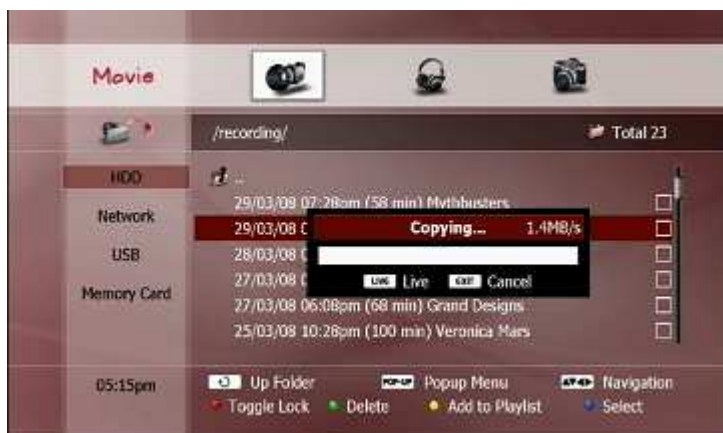 Movie
/recording/
Total 23
HDD
Network
USB
Memory Card
..
29/03/08 07:28pm (58 min) Mythbusters
29/03/08
28/03/08
27/03/08
27/03/08 06:08pm (68 min) Grand Designs
25/03/08 10:28pm (100 min) Veronica Mars
Copying... 1.4MB/s
LIVE Live EXIT Cancel
05:15pm
Up Folder POP-UP Popup Menu Navigation
Toggle Lock Delete Add to Playlist Select